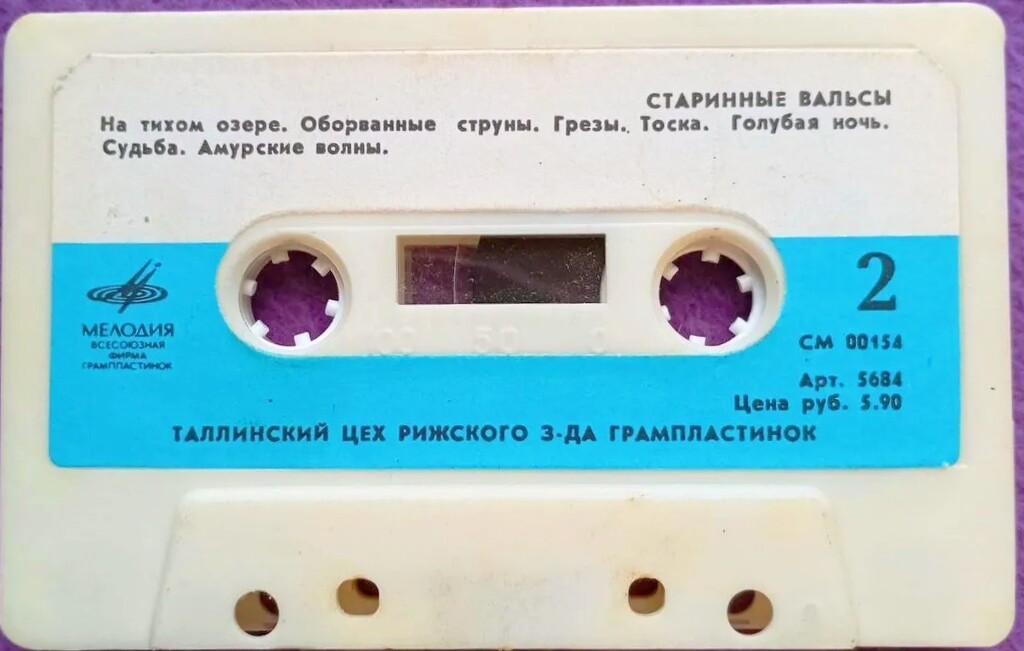 СТАРИННЫЕ ВАЛЬСЫ
На тихом озере. Оборванные струны. Грезы. Тоска. Голубая ночь.
Судьба. Амурские волны.
2
МЕЛОДИЯ
ВСЕСОЮЗНАЯ
ФИРМА
ГРАМПЛАСТИНОК
100 50 0
СМ 00154
Арт. 5684
Цена руб. 5.90
ТАЛЛИНСКИЙ ЦЕХ РИЖСКОГО З-ДА ГРАМПЛАСТИНОК